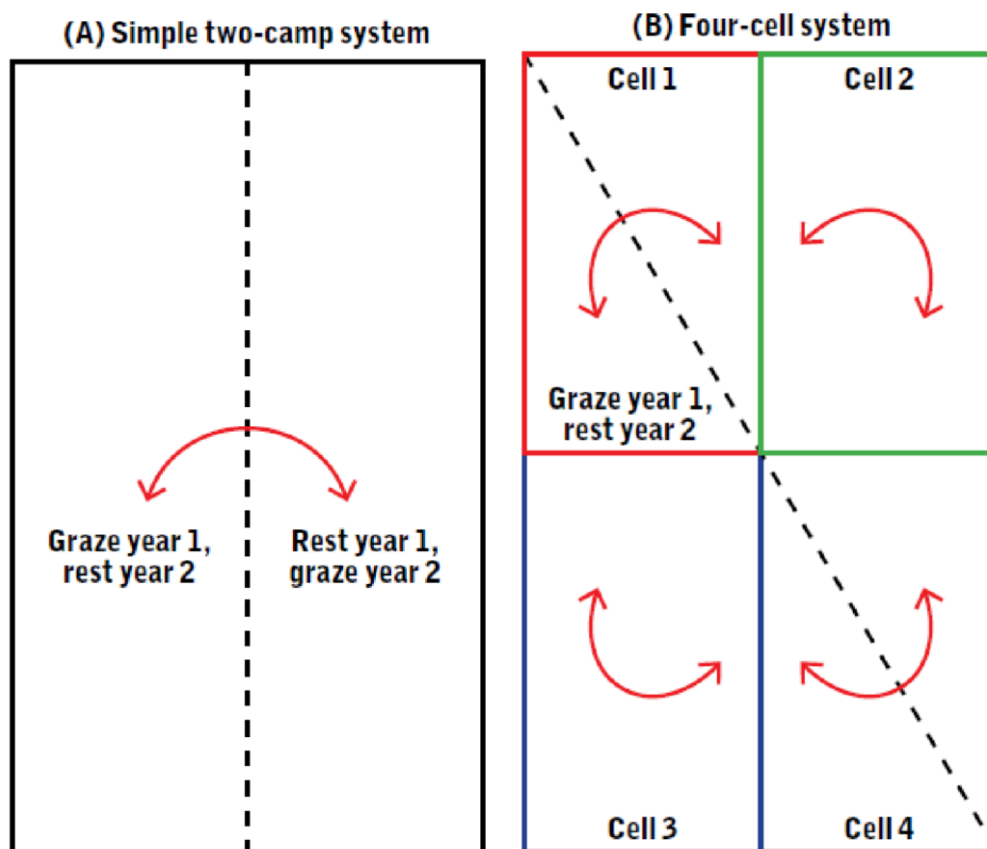 (A) Simple two-camp system
Graze year 1,
rest year 2
Rest year 1,
graze year 2
(B) Four-cell system
Cell 1
Cell 2
Graze year 1,
rest year 2
Cell 3
Cell 4